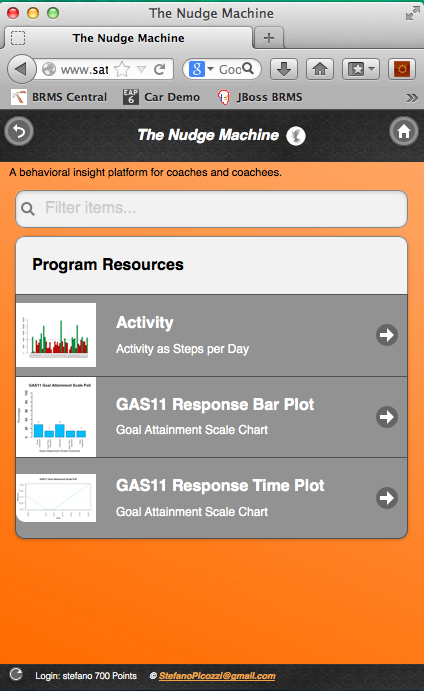 The Nudge Machine
The Nudge Machine
www.sat
Goo
BRMS Central
EAP 6
Car Demo
JBoss BRMS
The Nudge Machine
A behavioral insight platform for coaches and coachees.
Filter items...
Program Resources
Activity
Activity as Steps per Day
GAS11 Goal Attainment Scale Poll
GAS11 Response Bar Plot
Goal Attainment Scale Chart
GAS11 Response Time Plot
Goal Attainment Scale Chart
Login: stefano 700 Points © StefanoPicozzi@gmail.com